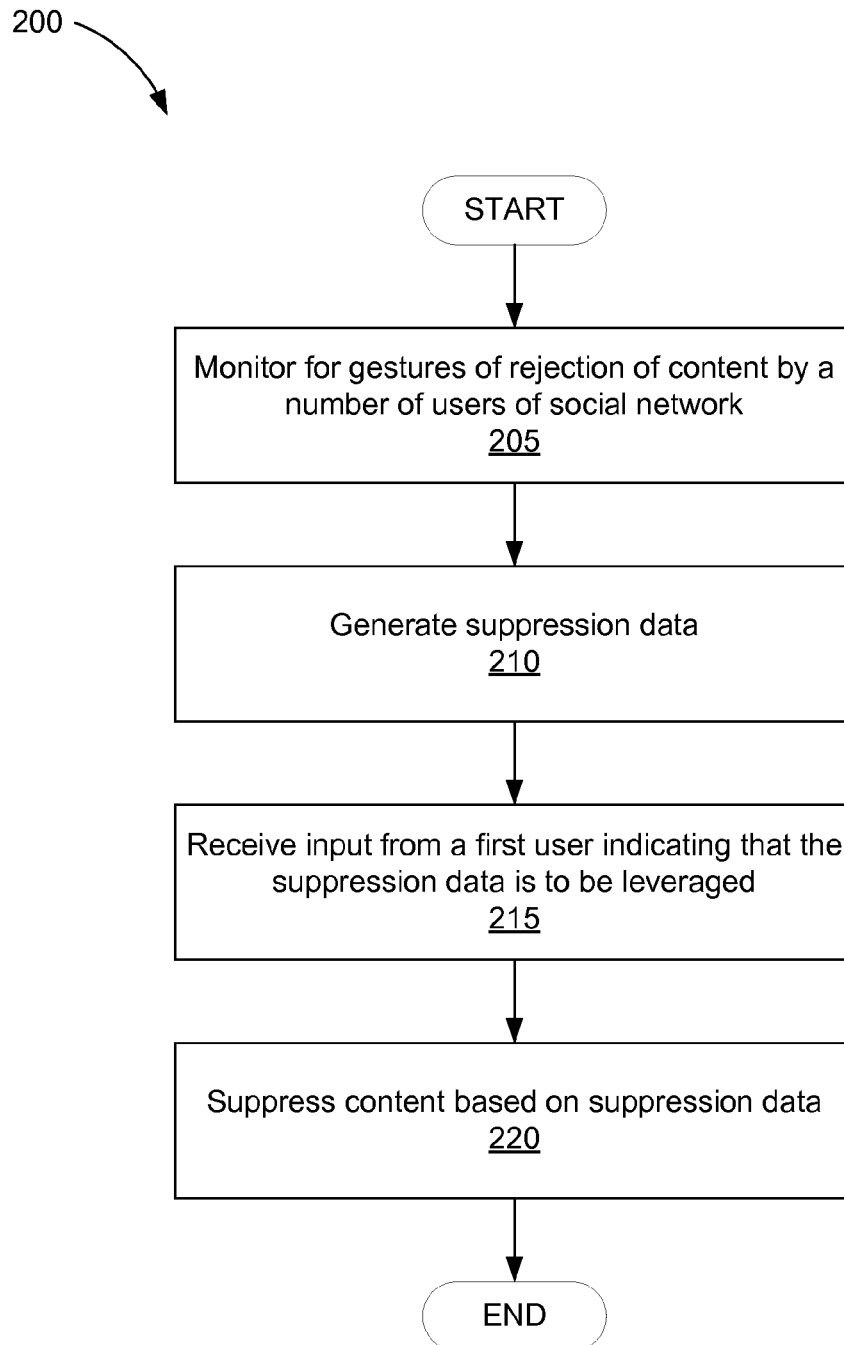 200
START
Monitor for gestures of rejection of content by a
number of users of social network
205
Generate suppression data
210
Receive input from a first user indicating that the
suppression data is to be leveraged
215
Suppress content based on suppression data
220
END